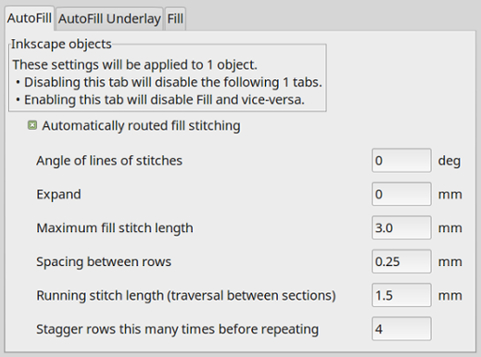 AutoFill AutoFill Underlay Fill
Inkscape objects
These settings will be applied to 1 object.
• Disabling this tab will disable the following 1 tabs.
• Enabling this tab will disable Fill and vice-versa.
Automatically routed fill stitching
Angle of lines of stitches 0 deg
Expand 0 mm
Maximum fill stitch length 3.0 mm
Spacing between rows 0.25 mm
Running stitch length (traversal between sections) 1.5 mm
Stagger rows this many times before repeating 4